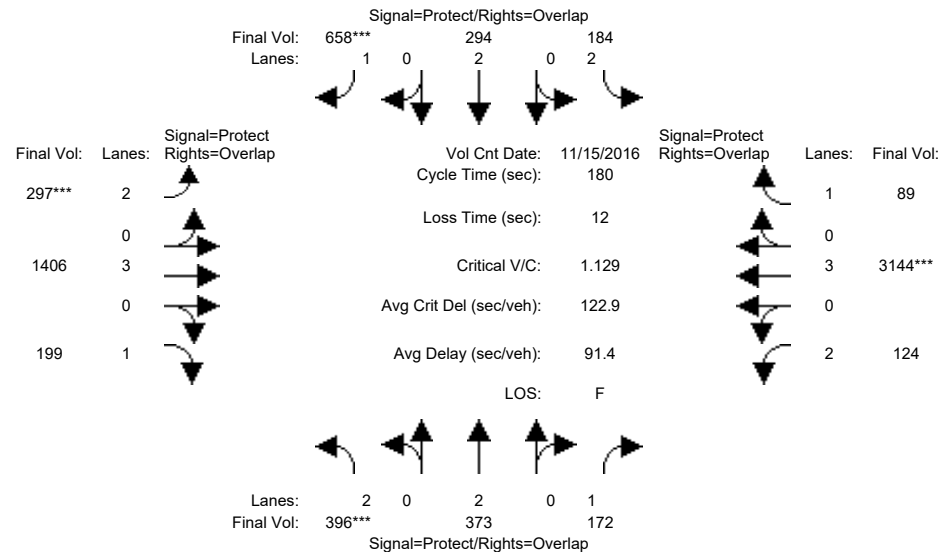 Signal=Protect/Rights=Overlap
Final Vol: 658*** 294 184
Lanes: 1 0 2 0 2
Signal=Protect Signal=Protect
Final Vol: Lanes: Rights=Overlap Vol Cnt Date: 11/15/2016 Rights=Overlap Lanes: Final Vol:
Cycle Time (sec): 180
297*** 2 1 89
Loss Time (sec): 12
0 0
1406 3 Critical V/C: 1.129 3 3144***
0 Avg Crit Del (sec/veh): 122.9 0
199 1 Avg Delay (sec/veh): 91.4 2 124
LOS: F
Lanes: 2 0 2 0 1
Final Vol: 396*** 373 172
Signal=Protect/Rights=Overlap